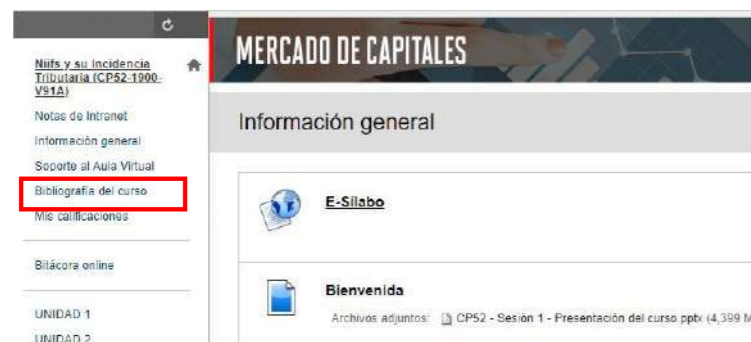 Niifs y su Incidencia
Tributaria (CP52-1900-
V91A)
Notas de Intranet
Información general
Soporte al Aula Virtual
Bibliografía del curso
Mis calificaciones
Bitácora online
UNIDAD 1
UNIDAD 2
MERCADO DE CAPITALES
Información general
E-Sílabo
Bienvenida
Archivos adjuntos: CP52 - Sesión 1 - Presentación del curso.pptx (4,399 M